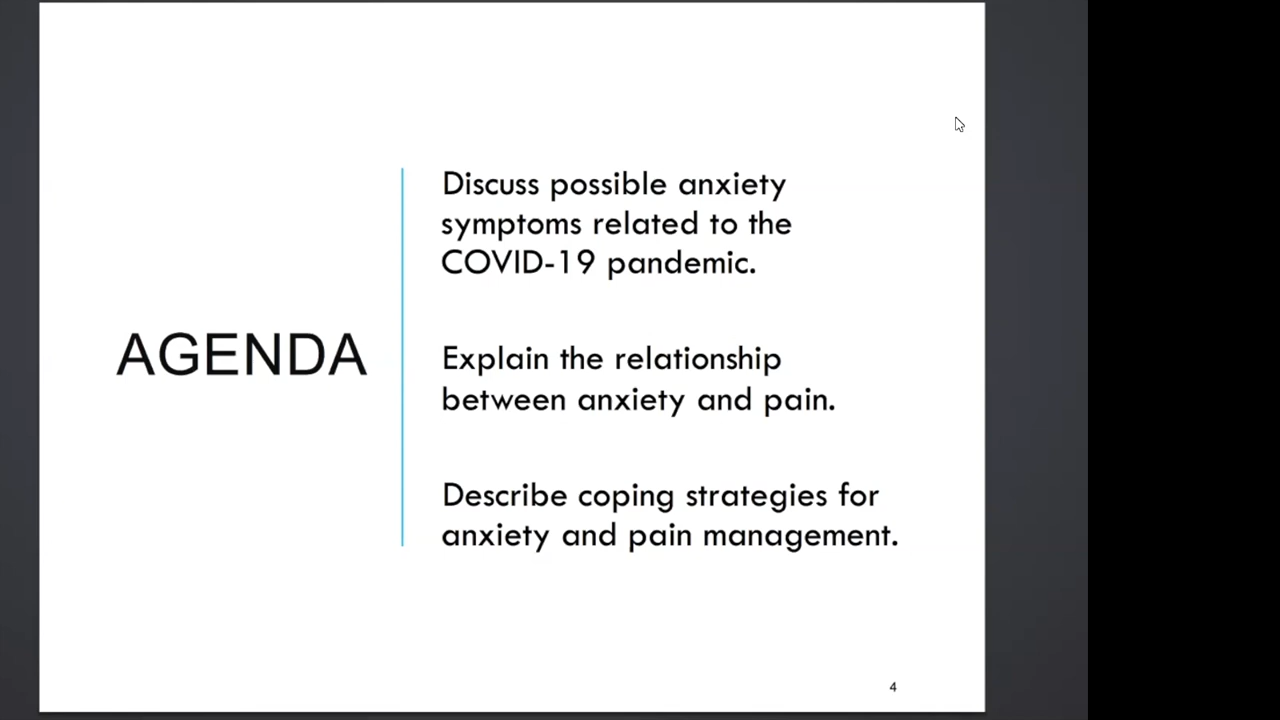 AGENDA
Discuss possible anxiety
symptoms related to the
COVID-19 pandemic.
Explain the relationship
between anxiety and pain.
Describe coping strategies for
anxiety and pain management.
4